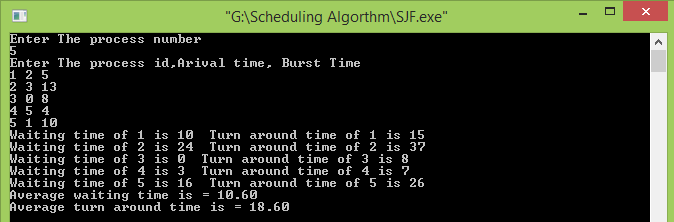 "G:\Scheduling Algorthm\SJF.exe"
Enter The process number
5
Enter The process id,Arival time, Burst Time
1 2 5
2 3 13
3 0 8
4 5 4
5 1 10
Waiting time of 1 is 10  Turn around time of 1 is 15
Waiting time of 2 is 24  Turn around time of 2 is 37
Waiting time of 3 is 0  Turn around time of 3 is 8
Waiting time of 4 is 3  Turn around time of 4 is 7
Waiting time of 5 is 16  Turn around time of 5 is 26
Average waiting time is = 10.60
Average turn around time is = 18.60